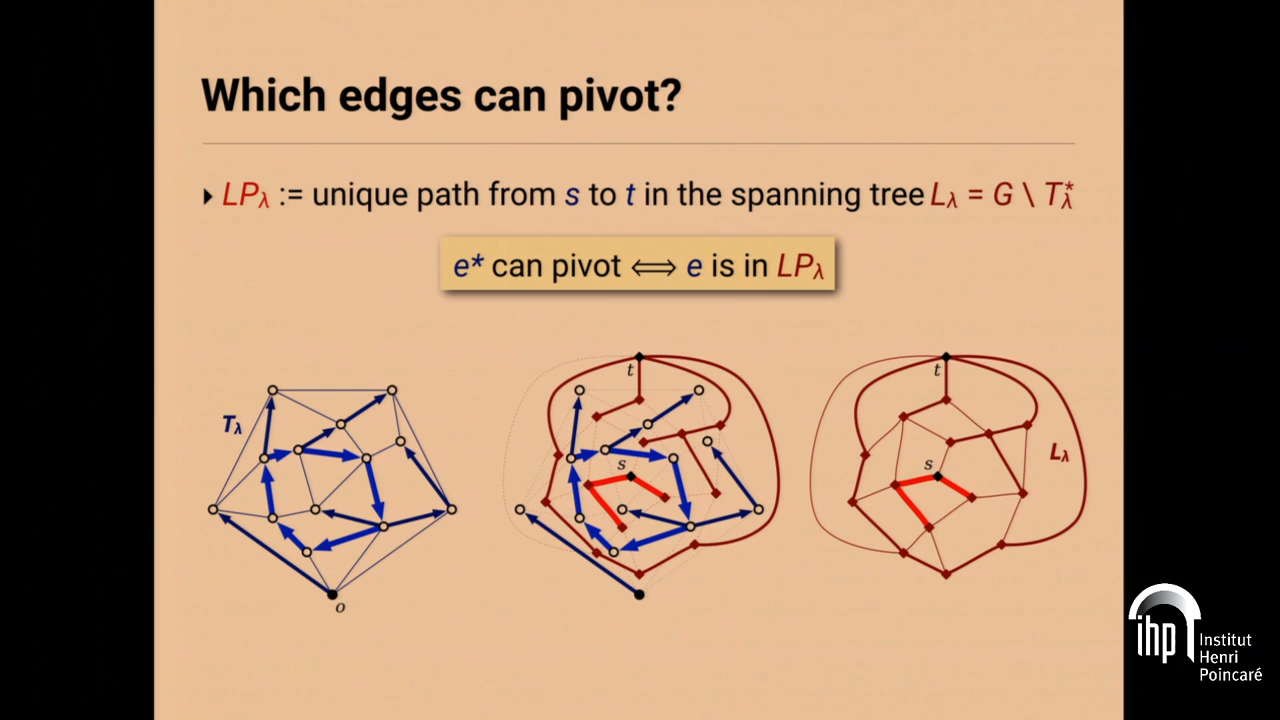 Which edges can pivot?
LPλ := unique path from s to t in the spanning tree Lλ = G \ T*λ
e* can pivot ⟺ e is in LPλ
t
t
Tλ
s
s
Lλ
o
ihp Institut
Henri
Poincaré